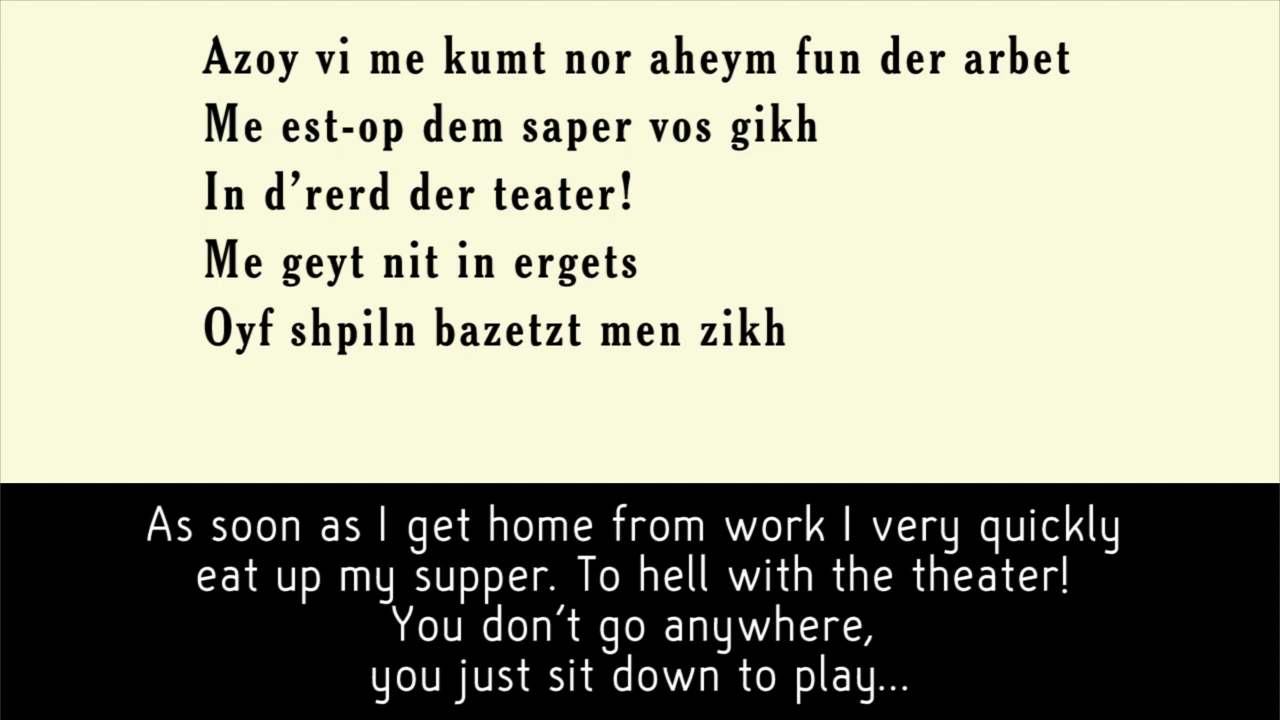 Azoy vi me kumt nor aheym fun der arbet
Me est-op dem saper vos gikh
In d’rerd der teater!
Me geyt nit in ergets
Oyf shpiln bazetzt men zikh
As soon as I get home from work I very quickly
eat up my supper. To hell with the theater!
You don’t go anywhere,
you just sit down to play...